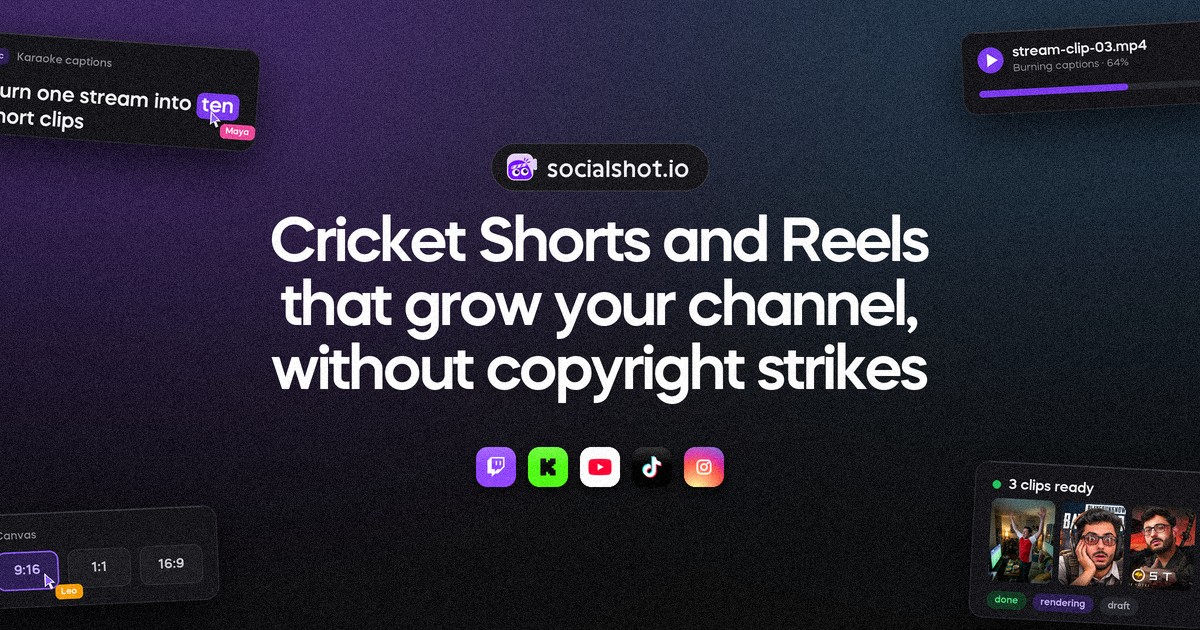 Karaoke captions
urn one stream into ten
hort clips
Maya
stream-clip-03.mp4
Burning captions · 64%
socialshot.io
Cricket Shorts and Reels
that grow your channel,
without copyright strikes
Canvas
9:16
1:1
16:9
Leo
3 clips ready
S T
done
rendering
draft